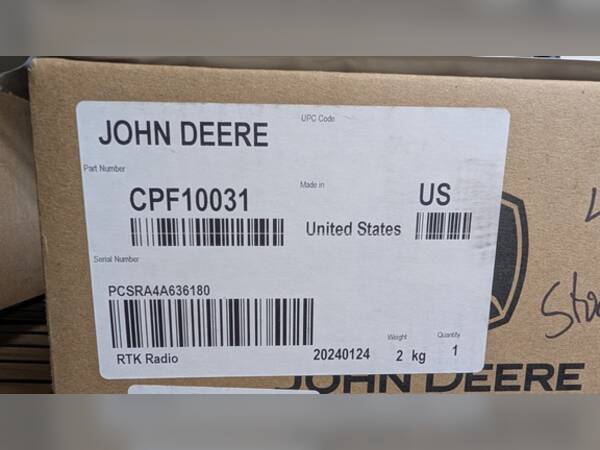 JOHN DEERE
UPC Code
Part Number
CPF10031
Made in
US
United States
Serial Number
PCSRA4A636180
RTK Radio
20240124
Weight
2 kg
Quantity
1
JOHN DEERE